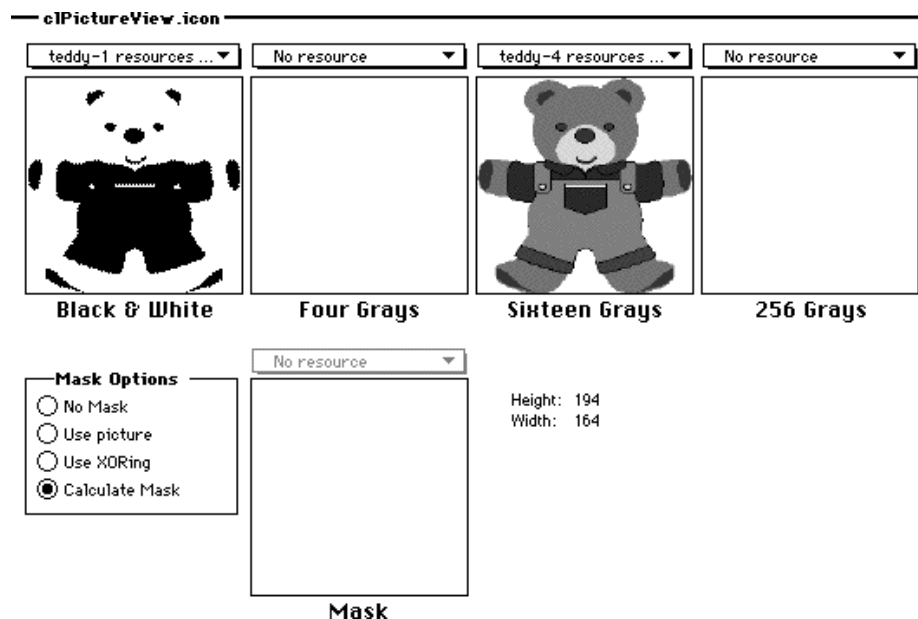 clPictureView.icon
teddy-1 resources ...
No resource
teddy-4 resources ...
No resource
Black & White
Four Grays
Sixteen Grays
256 Grays
No resource
Mask Options
No Mask
Use picture
Use XORing
Calculate Mask
Height: 194
Width: 164
Mask